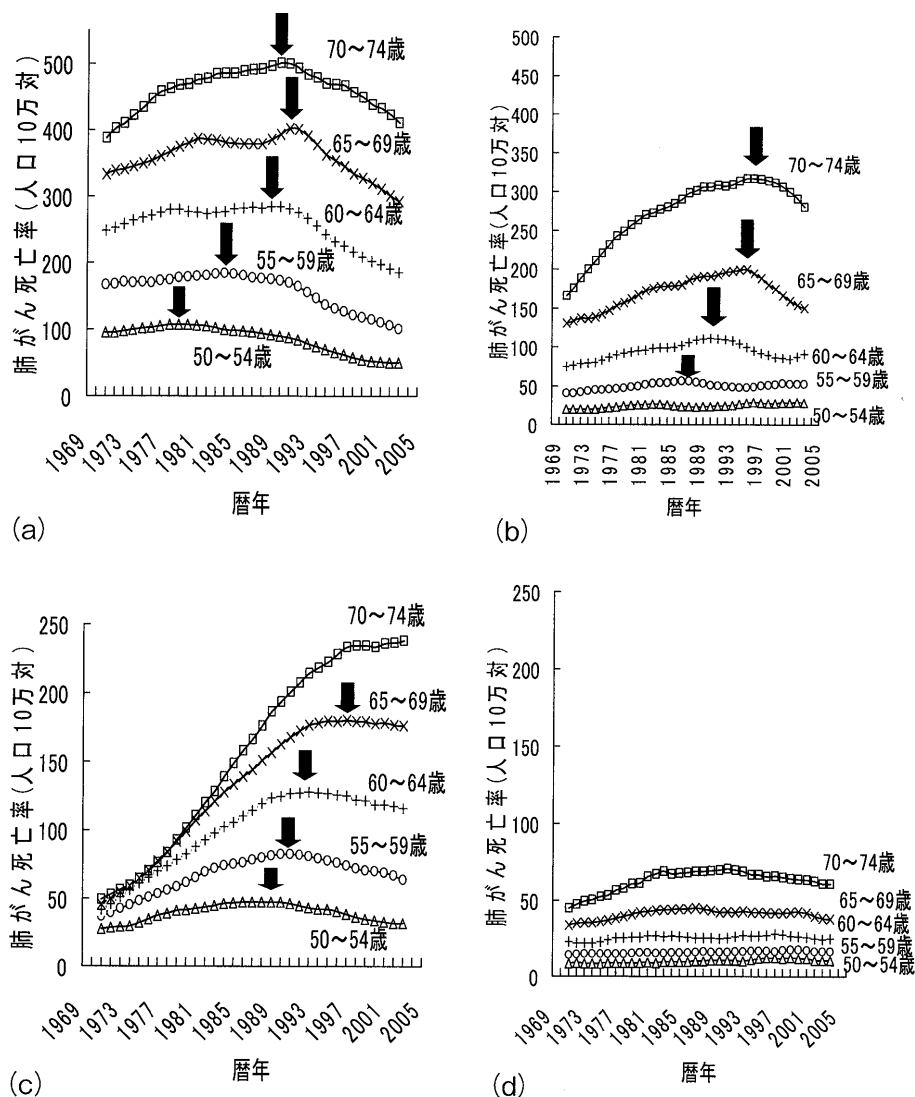 肺がん死亡率(人口10万対)
500
400
300
200
100
0
70～74歳
65～69歳
60～64歳
55～59歳
50～54歳
1969
1973
1977
1981
1985
1989
1993
1997
2001
2005
暦年
(a)
肺がん死亡率(人口10万対)
500
450
400
350
300
250
200
150
100
50
0
70～74歳
65～69歳
60～64歳
55～59歳
50～54歳
1969
1973
1977
1981
1985
1989
1993
1997
2001
2005
暦年
(b)
肺がん死亡率(人口10万対)
250
200
150
100
50
0
70～74歳
65～69歳
60～64歳
55～59歳
50～54歳
1969
1973
1977
1981
1985
1989
1993
1997
2001
2005
暦年
(c)
肺がん死亡率(人口10万対)
250
200
150
100
50
0
70～74歳
65～69歳
60～64歳
55～59歳
50～54歳
1969
1973
1977
1981
1985
1989
1993
1997
2001
2005
暦年
(d)